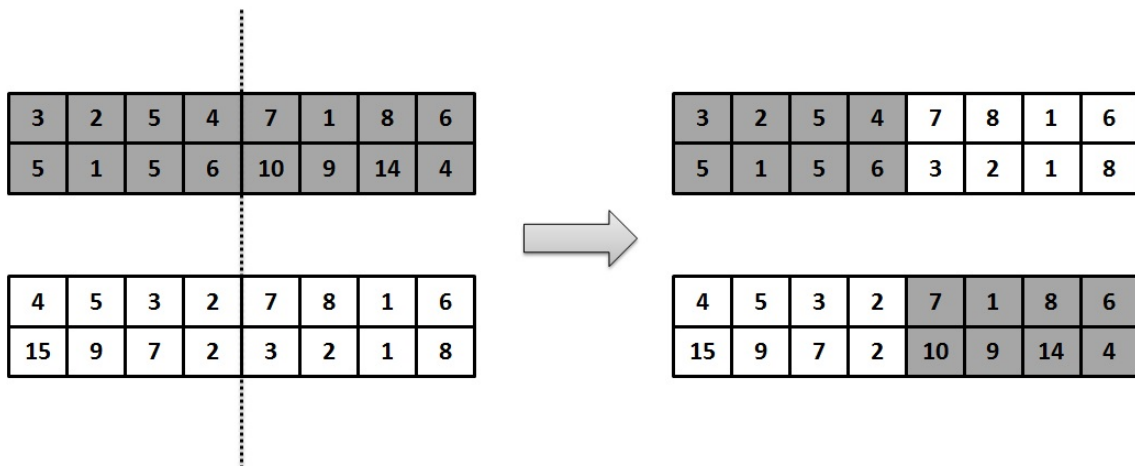 3 2 5 4 7 1 8 6
5 1 5 6 10 9 14 4
4 5 3 2 7 8 1 6
15 9 7 2 3 2 1 8
3 2 5 4 7 8 1 6
5 1 5 6 3 2 1 8
4 5 3 2 7 1 8 6
15 9 7 2 10 9 14 4